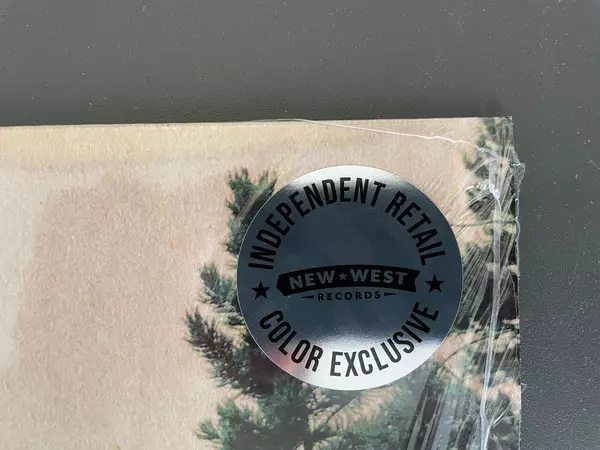 INDEPENDENT RETAIL
NEW★WEST
RECORDS
COLOR EXCLUSIVE